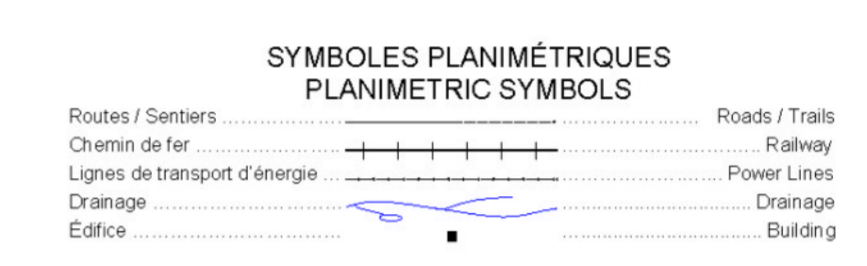 SYMBOLES PLANIMÉTRIQUES
PLANIMETRIC SYMBOLS
Routes / Sentiers Roads / Trails
Chemin de fer Railway
Lignes de transport d'énergie Power Lines
Drainage Drainage
Édifice Building